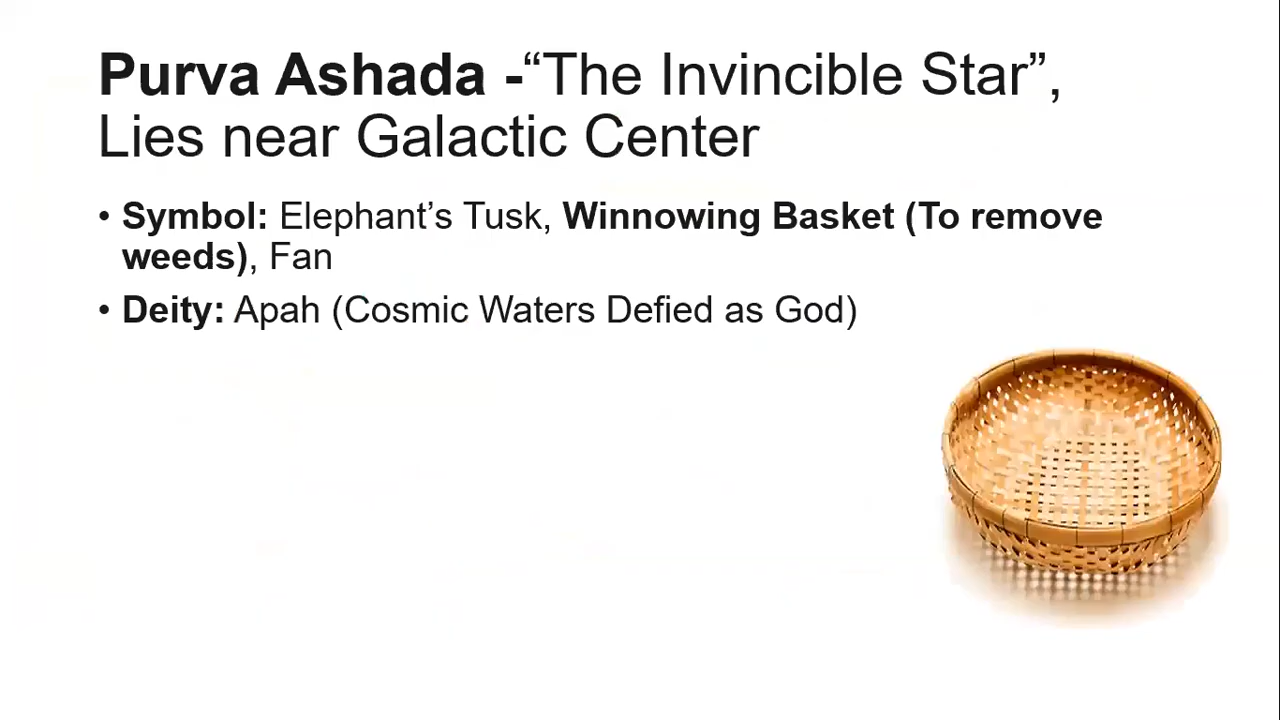 Purva Ashada -“The Invincible Star”,
Lies near Galactic Center
• Symbol: Elephant’s Tusk, Winnowing Basket (To remove
weeds), Fan
• Deity: Apah (Cosmic Waters Defied as God)